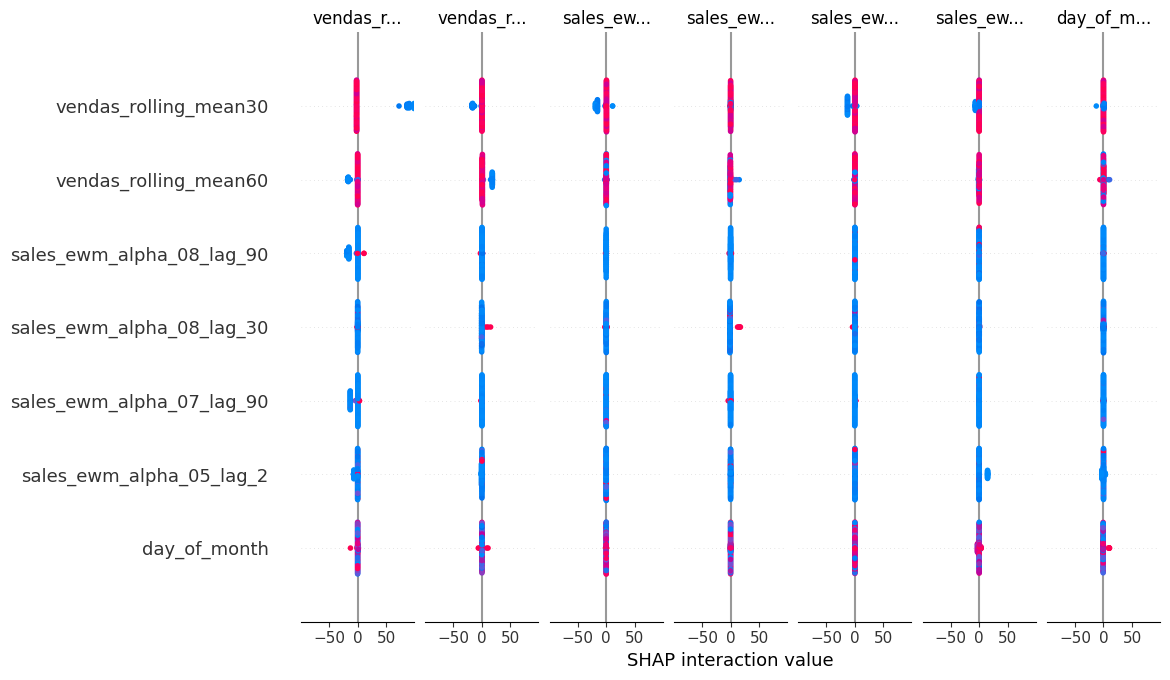 vendas_r... vendas_r... sales_ew... sales_ew... sales_ew... sales_ew... day_of_m...
vendas_rolling_mean30
vendas_rolling_mean60
sales_ewm_alpha_08_lag_90
sales_ewm_alpha_08_lag_30
sales_ewm_alpha_07_lag_90
sales_ewm_alpha_05_lag_2
day_of_month
−50 0 50 −50 0 50 −50 0 50 −50 0 50 −50 0 50 −50 0 50 −50 0 50
SHAP interaction value